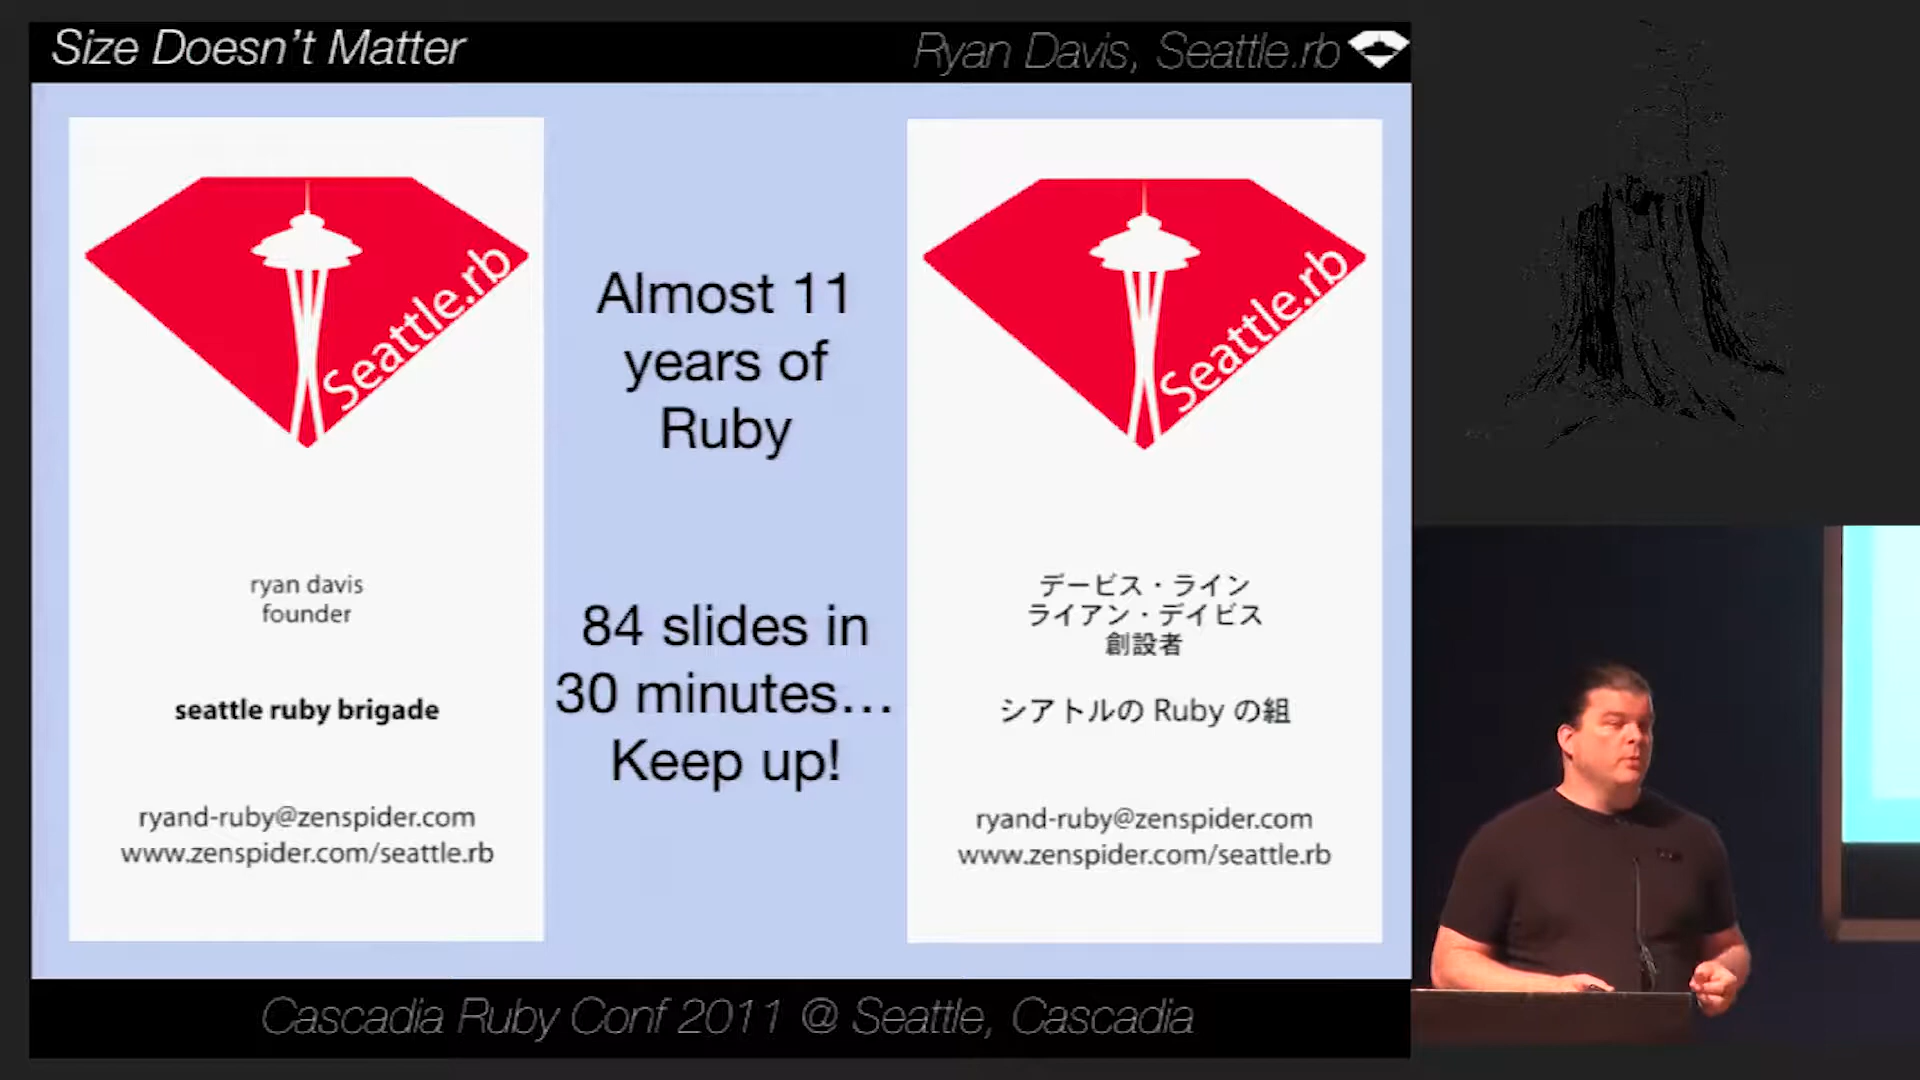 Size Doesn't Matter
Ryan Davis, Seattle.rb
Seattle.rb
ryan davis
founder
seattle ruby brigade
ryand-ruby@zenspider.com
www.zenspider.com/seattle.rb
Almost 11
years of
Ruby
84 slides in
30 minutes…
Keep up!
Seattle.rb
デービス・ライン
ライアン・デイビス
創設者
シアトルの Ruby の組
ryand-ruby@zenspider.com
www.zenspider.com/seattle.rb
Cascadia Ruby Conf 2011 @ Seattle, Cascadia